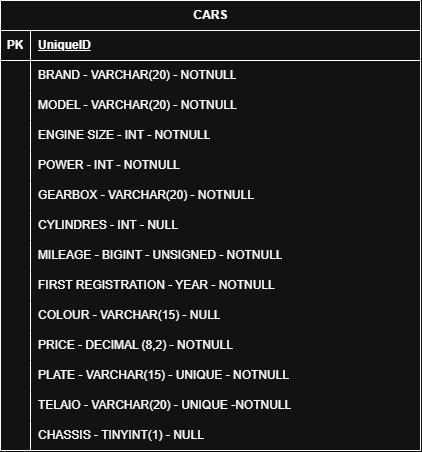 CARS
PK UniqueID
BRAND - VARCHAR(20) - NOTNULL
MODEL - VARCHAR(20) - NOTNULL
ENGINE SIZE - INT - NOTNULL
POWER - INT - NOTNULL
GEARBOX - VARCHAR(20) - NOTNULL
CYLINDRES - INT - NULL
MILEAGE - BIGINT - UNSIGNED - NOTNULL
FIRST REGISTRATION - YEAR - NOTNULL
COLOUR - VARCHAR(15) - NULL
PRICE - DECIMAL (8,2) - NOTNULL
PLATE - VARCHAR(15) - UNIQUE - NOTNULL
TELAIO - VARCHAR(20) - UNIQUE -NOTNULL
CHASSIS - TINYINT(1) - NULL